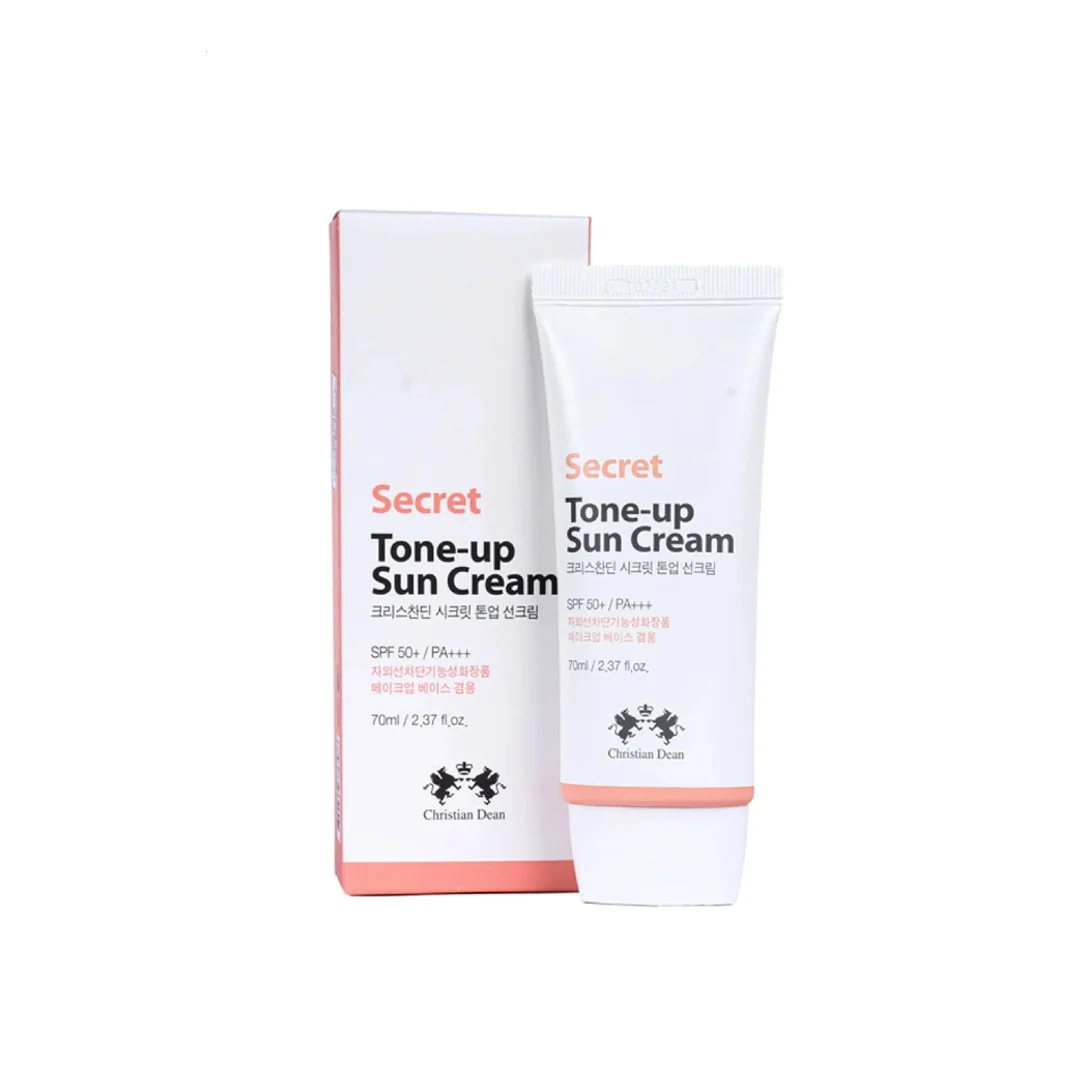 Secret
Tone-up
Sun Cream
크리스찬딘 시크릿 톤업 선크림
SPF 50+ / PA+++
자외선차단기능성화장품
메이크업 베이스 겸용
70ml / 2.37 fl.oz.
Christian Dean
Secret
Tone-up
Sun Cream
크리스찬딘 시크릿 톤업 선크림
SPF 50+ / PA+++
자외선차단기능성화장품
메이크업 베이스 겸용
70ml / 2.37 fl.oz.
Christian Dean